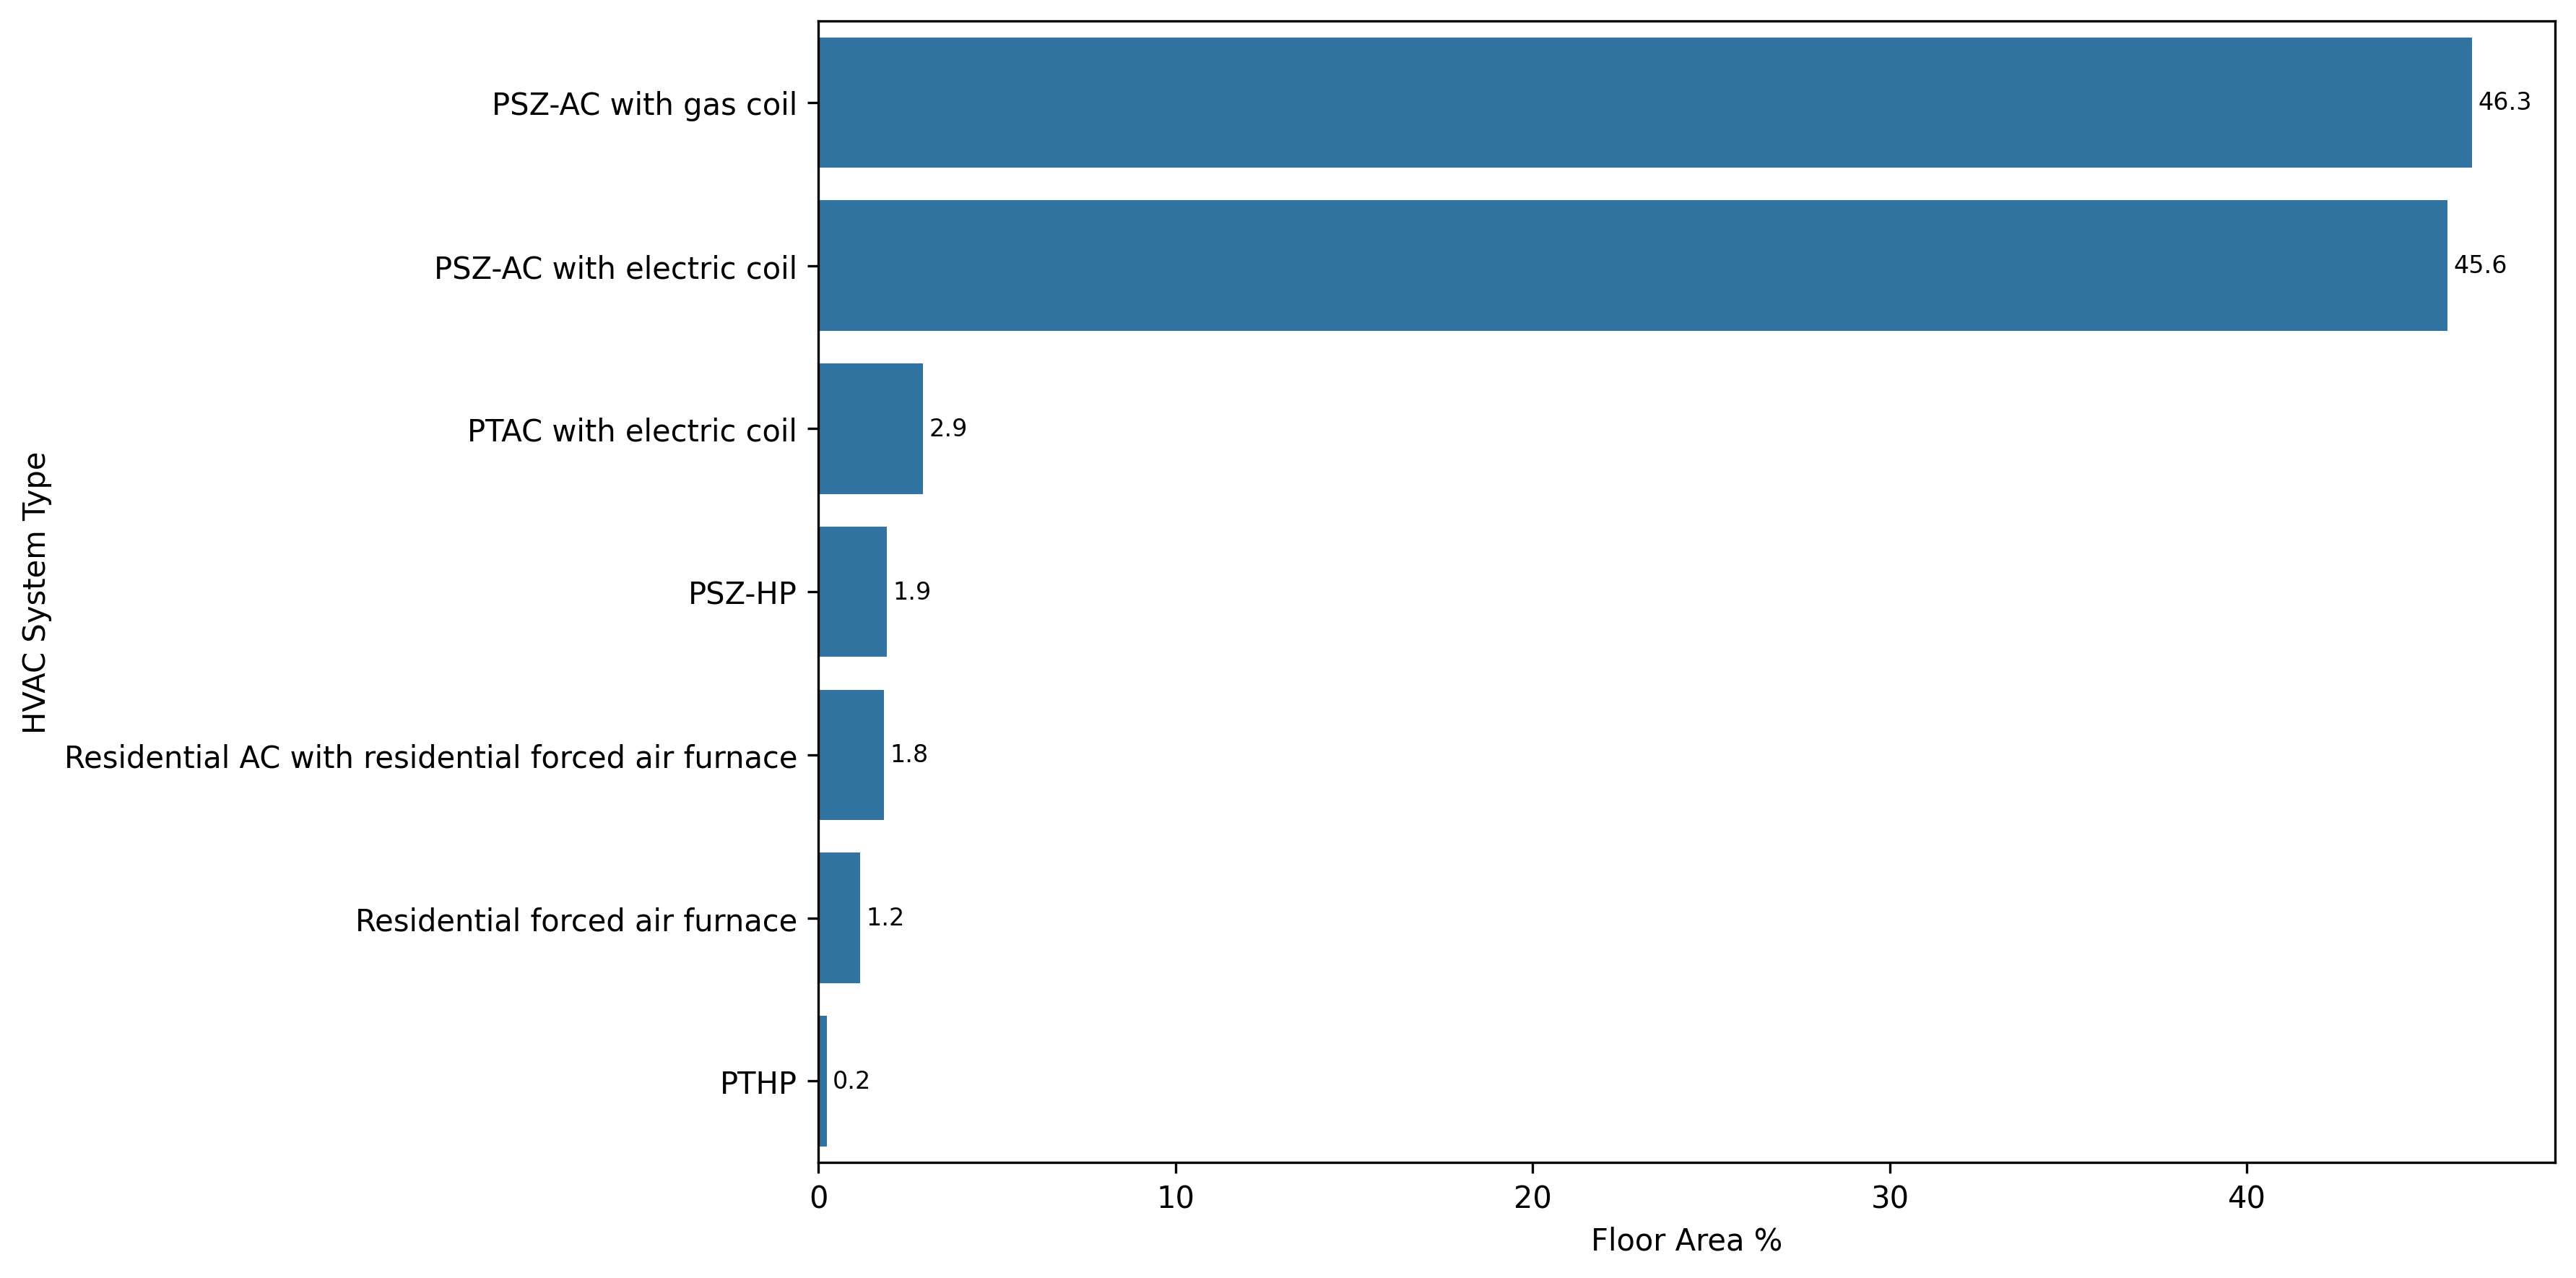 PSZ-AC with gas coil
46.3
PSZ-AC with electric coil
45.6
PTAC with electric coil
2.9
PSZ-HP
1.9
Residential AC with residential forced air furnace
1.8
Residential forced air furnace
1.2
PTHP
0.2
HVAC System Type
0 10 20 30 40
Floor Area %